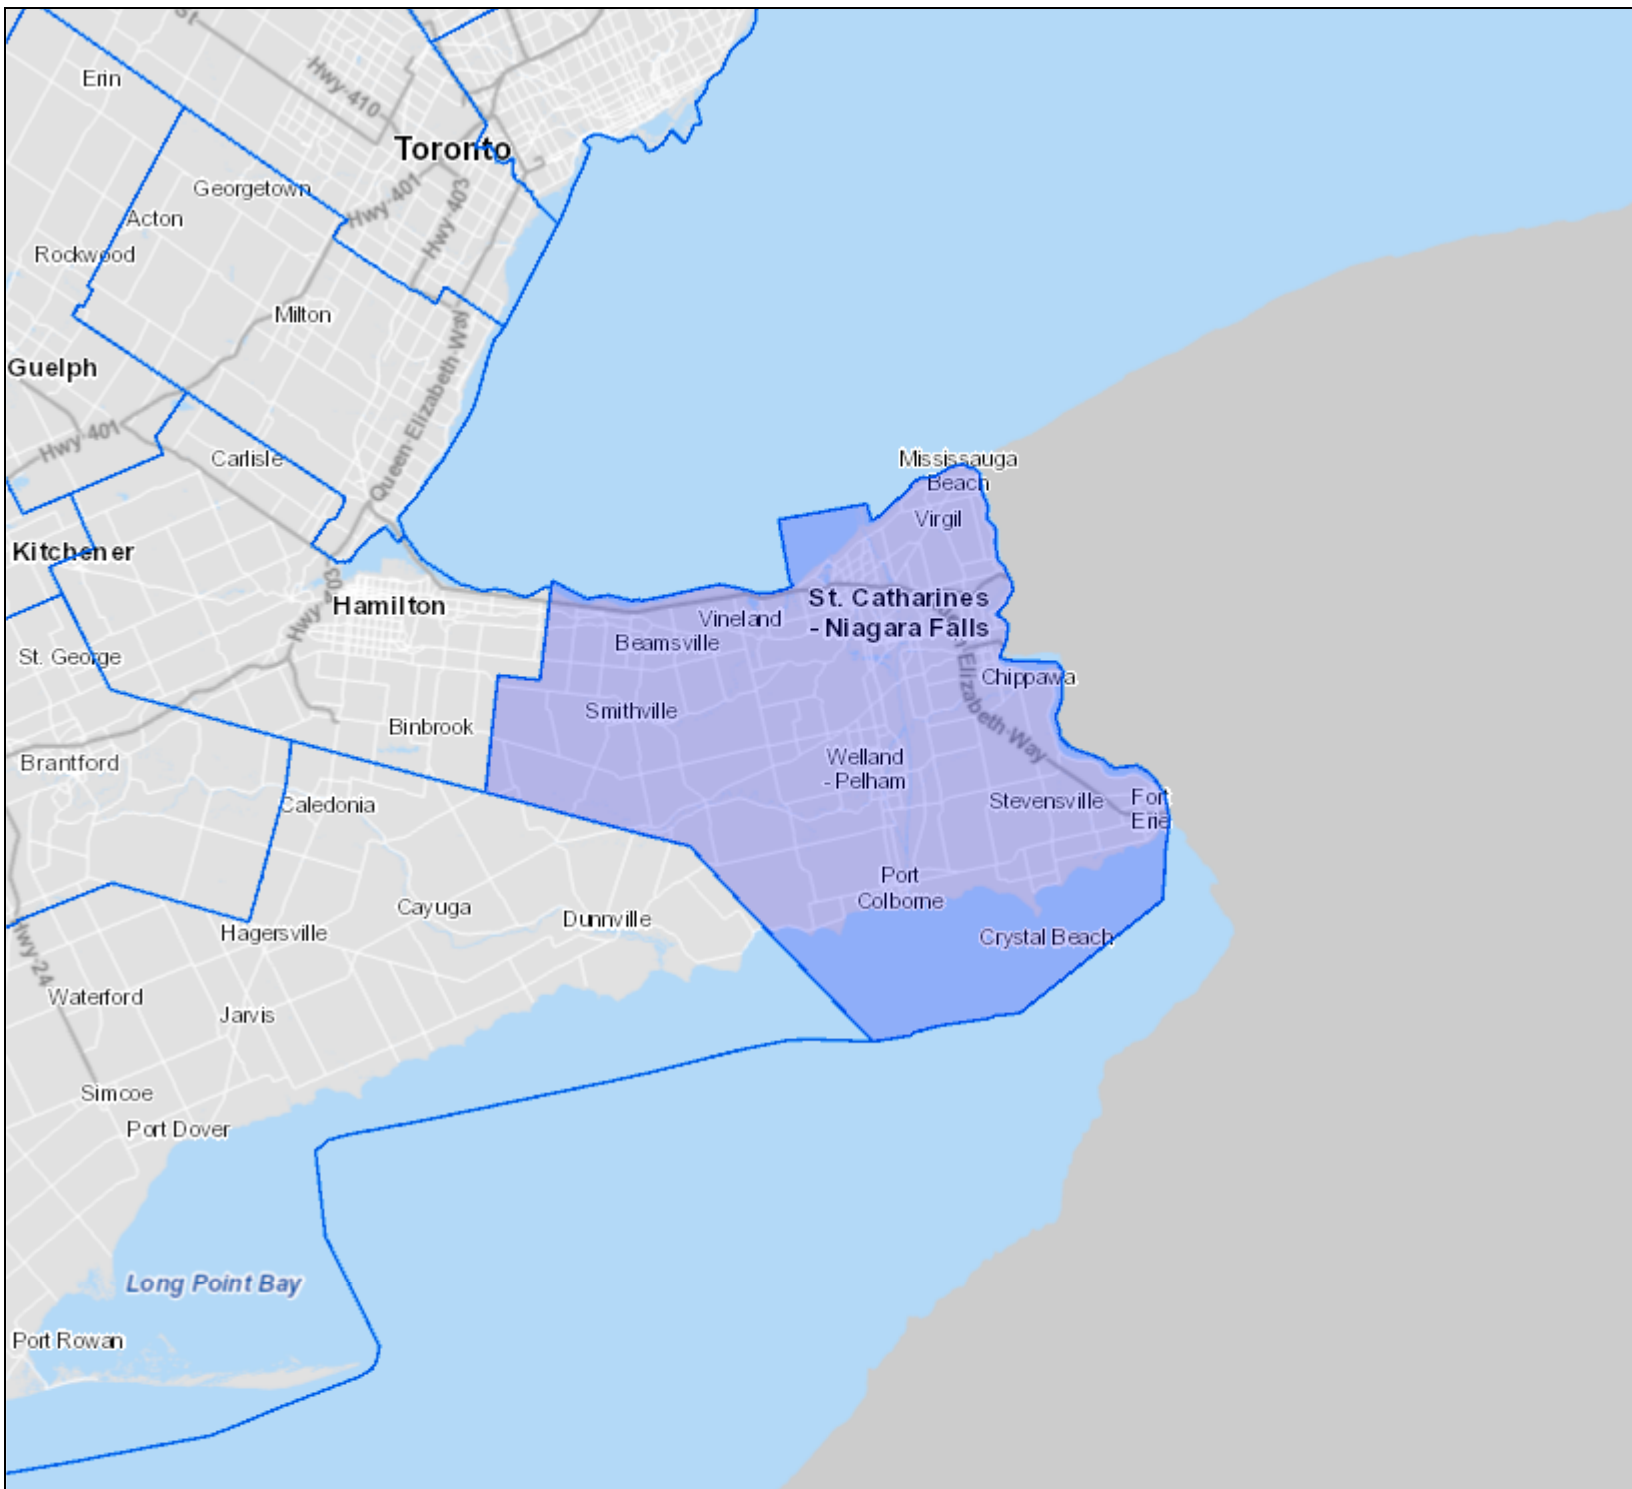 St
Erin
Hwy 410
Toronto
Georgetown
Hwy 401
Hwy 403
Acton
Rockwood
Milton
Guelph
Queen Elizabeth Way
Hwy 401
Carlisle
Mississauga
Beach
Virgil
Kitchener
Hamilton
St. Catharines
- Niagara Falls
Vineland
Beamsville
St. George
Chippawa
Smithville
Binbrook
Elizabeth Way
Welland
- Pelham
Brantford
Caledonia
Stevensville
Fort
Erie
Port
Colborne
Cayuga
Dunnville
Hagersville
Crystal Beach
Hwy 24
Waterford
Jarvis
Simcoe
Port Dover
Long Point Bay
Port Rowan